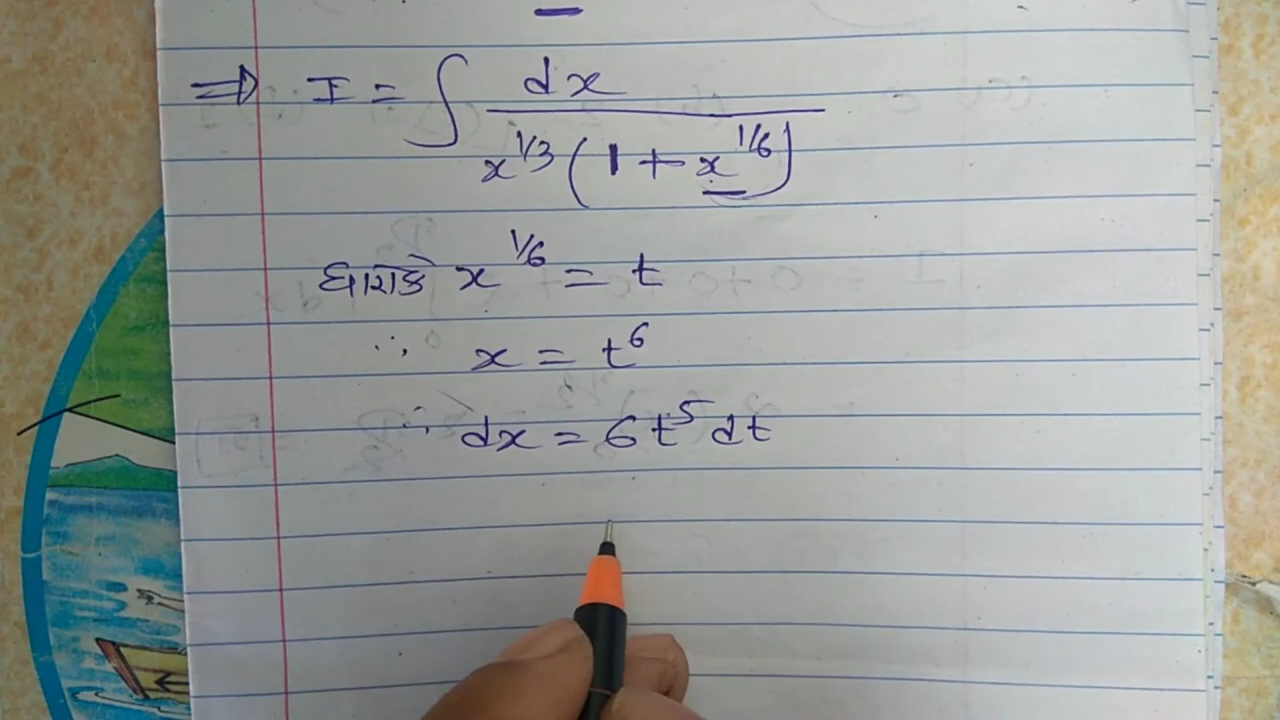 ⇒ I = ∫ dx / x^{1/3} (1 + x^{1/6})
ધારોકે x^{1/6} = t
∴ x = t^6
∴ dx = 6t^5 dt